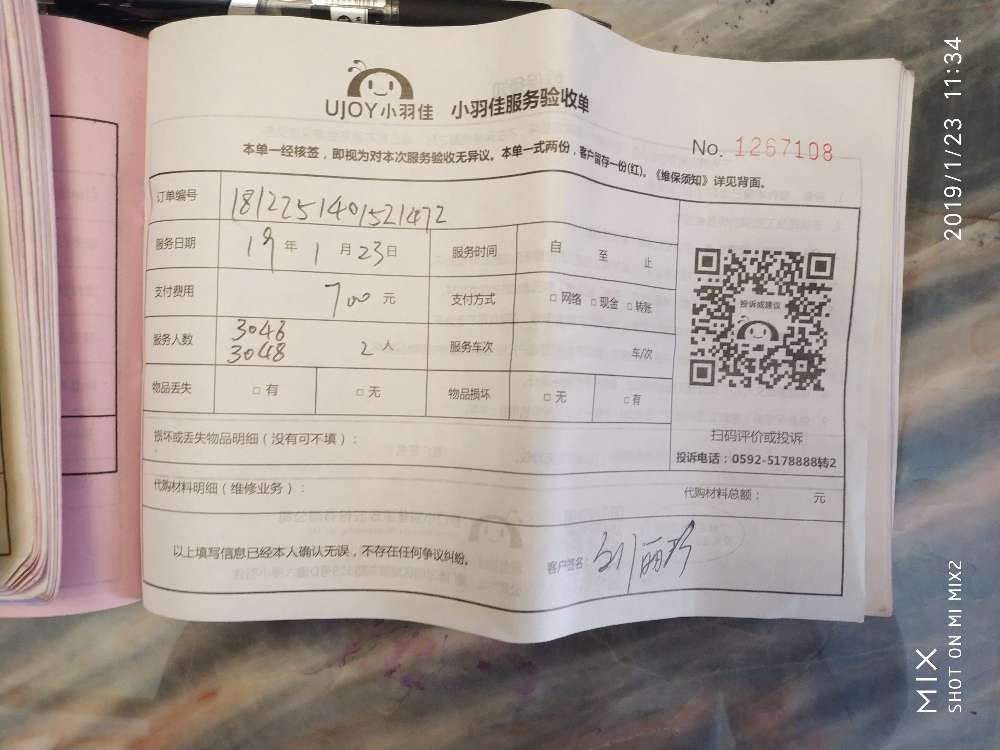 UJOY小羽佳 小羽佳服务验收单
No. 1267108
本单一经核签，即视为对本次服务验收无异议。本单一式两份，客户留存一份(红)。《维保须知》详见背面。
订单编号 1812251401521472
服务日期 19 年 1 月 23 日 服务时间 自 至 止
支付费用 700 元 支付方式 □ 网络 □ 现金 □ 转账
服务人数 3046 3048 2 人 服务车次 车/次
物品丢失 □ 有 □ 无 物品损坏 □ 无 □ 有
投诉或建议
扫码评价或投诉
投诉电话：0592-5178888转2
损坏或丢失物品明细（没有可不填）：
代购材料明细（维修业务）： 代购材料总额： 元
以上填写信息已经本人确认无误，不存在任何争议纠纷。 客户签名：刘丽珍
2019/1/23 11:34
MIX
SHOT ON MI MIX2